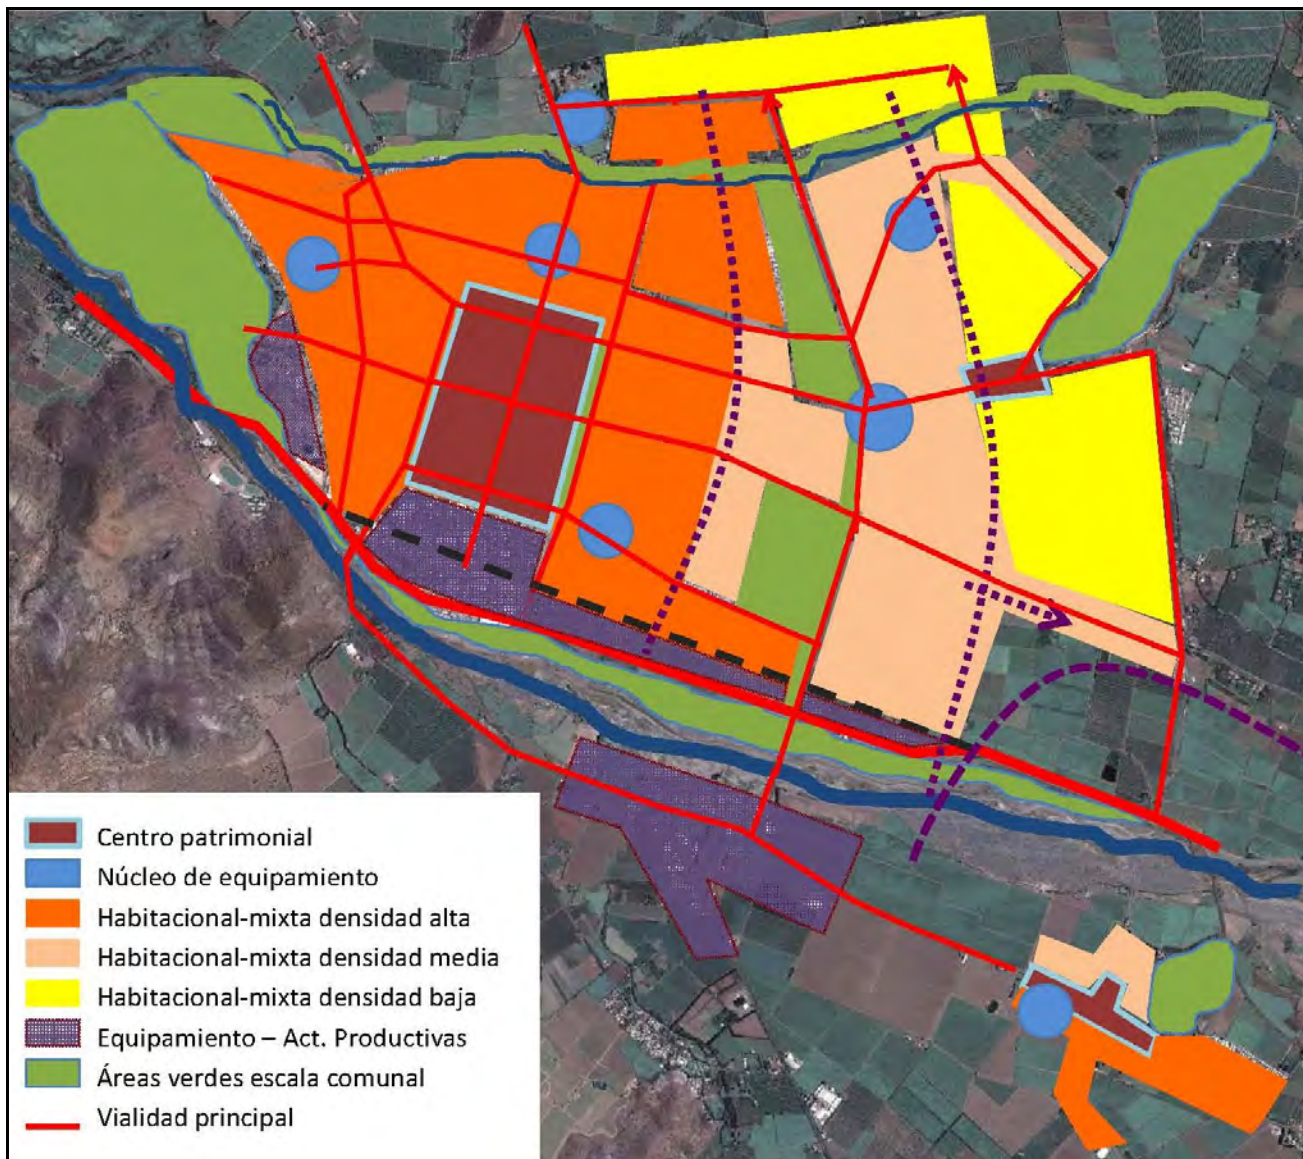 Centro patrimonial
Núcleo de equipamiento
Habitacional-mixta densidad alta
Habitacional-mixta densidad media
Habitacional-mixta densidad baja
Equipamiento – Act. Productivas
Áreas verdes escala comunal
Vialidad principal